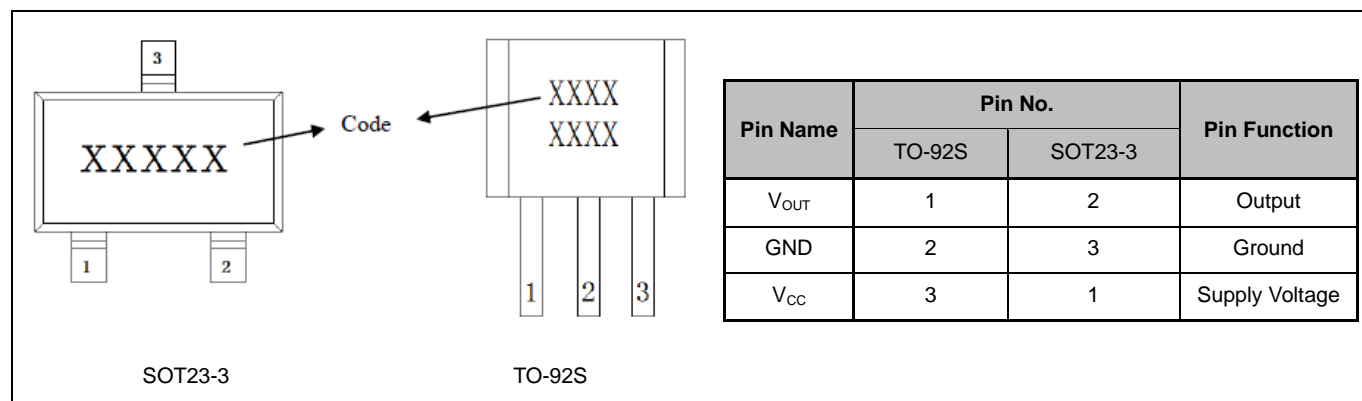 3
XXXXX
1 2
SOT23-3
Code
XXXX
XXXX
1 2 3
TO-92S
Pin Name Pin No. Pin Function
TO-92S SOT23-3
VOUT 1 2 Output
GND 2 3 Ground
VCC 3 1 Supply Voltage